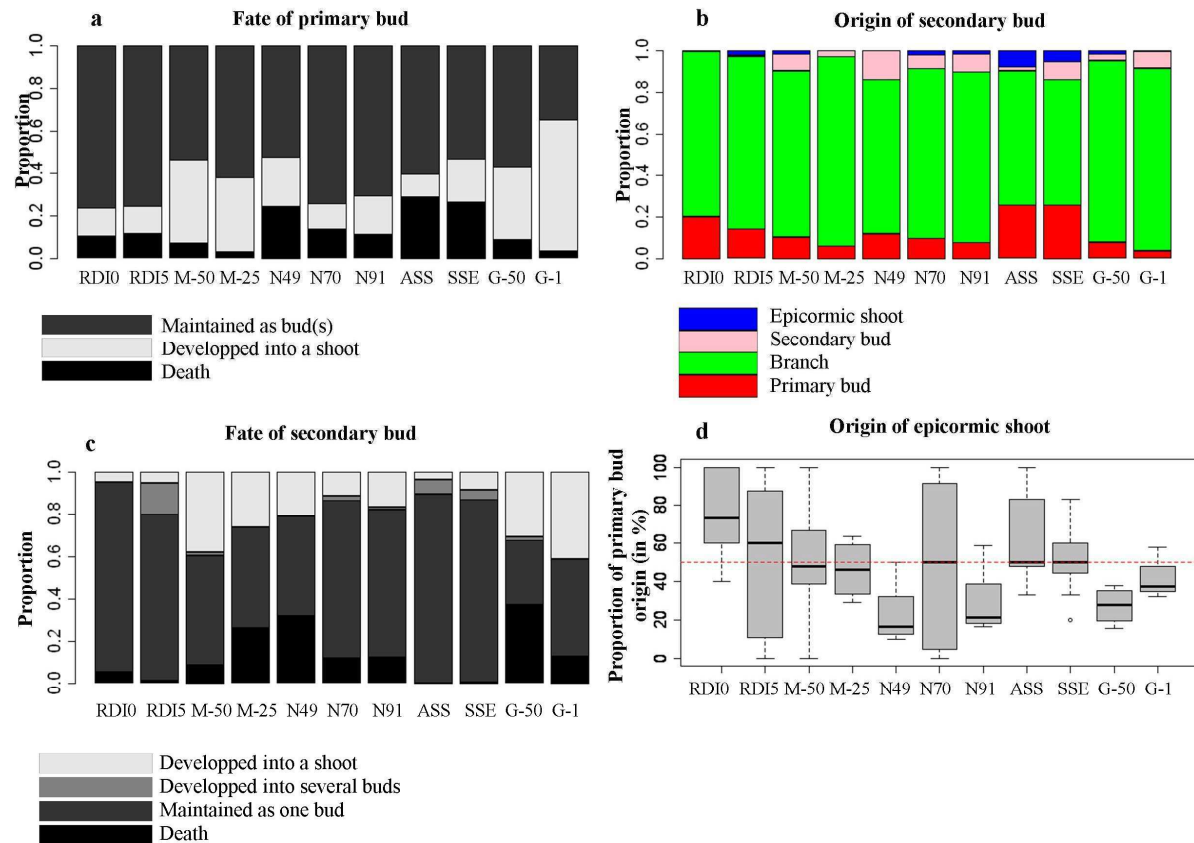 a
Fate of primary bud
Proportion
1.0
0.8
0.6
0.4
0.2
0.0
RDI0 RDI5 M-50 M-25 N49 N70 N91 ASS SSE G-50 G-1
Maintained as bud(s)
Developped into a shoot
Death
b
Origin of secondary bud
Proportion
1.0
0.8
0.6
0.4
0.2
0.0
RDI0 RDI5 M-50 M-25 N49 N70 N91 ASS SSE G-50 G-1
Epicormic shoot
Secondary bud
Branch
Primary bud
c
Fate of secondary bud
Proportion
1.0
0.8
0.6
0.4
0.2
0.0
RDI0 RDI5 M-50 M-25 N49 N70 N91 ASS SSE G-50 G-1
Developped into a shoot
Developped into several buds
Maintained as one bud
Death
d
Origin of epicormic shoot
Proportion of primary bud
origin (in %)
100
80
60
40
20
0
RDI0 RDI5 M-50 M-25 N49 N70 N91 ASS SSE G-50 G-1